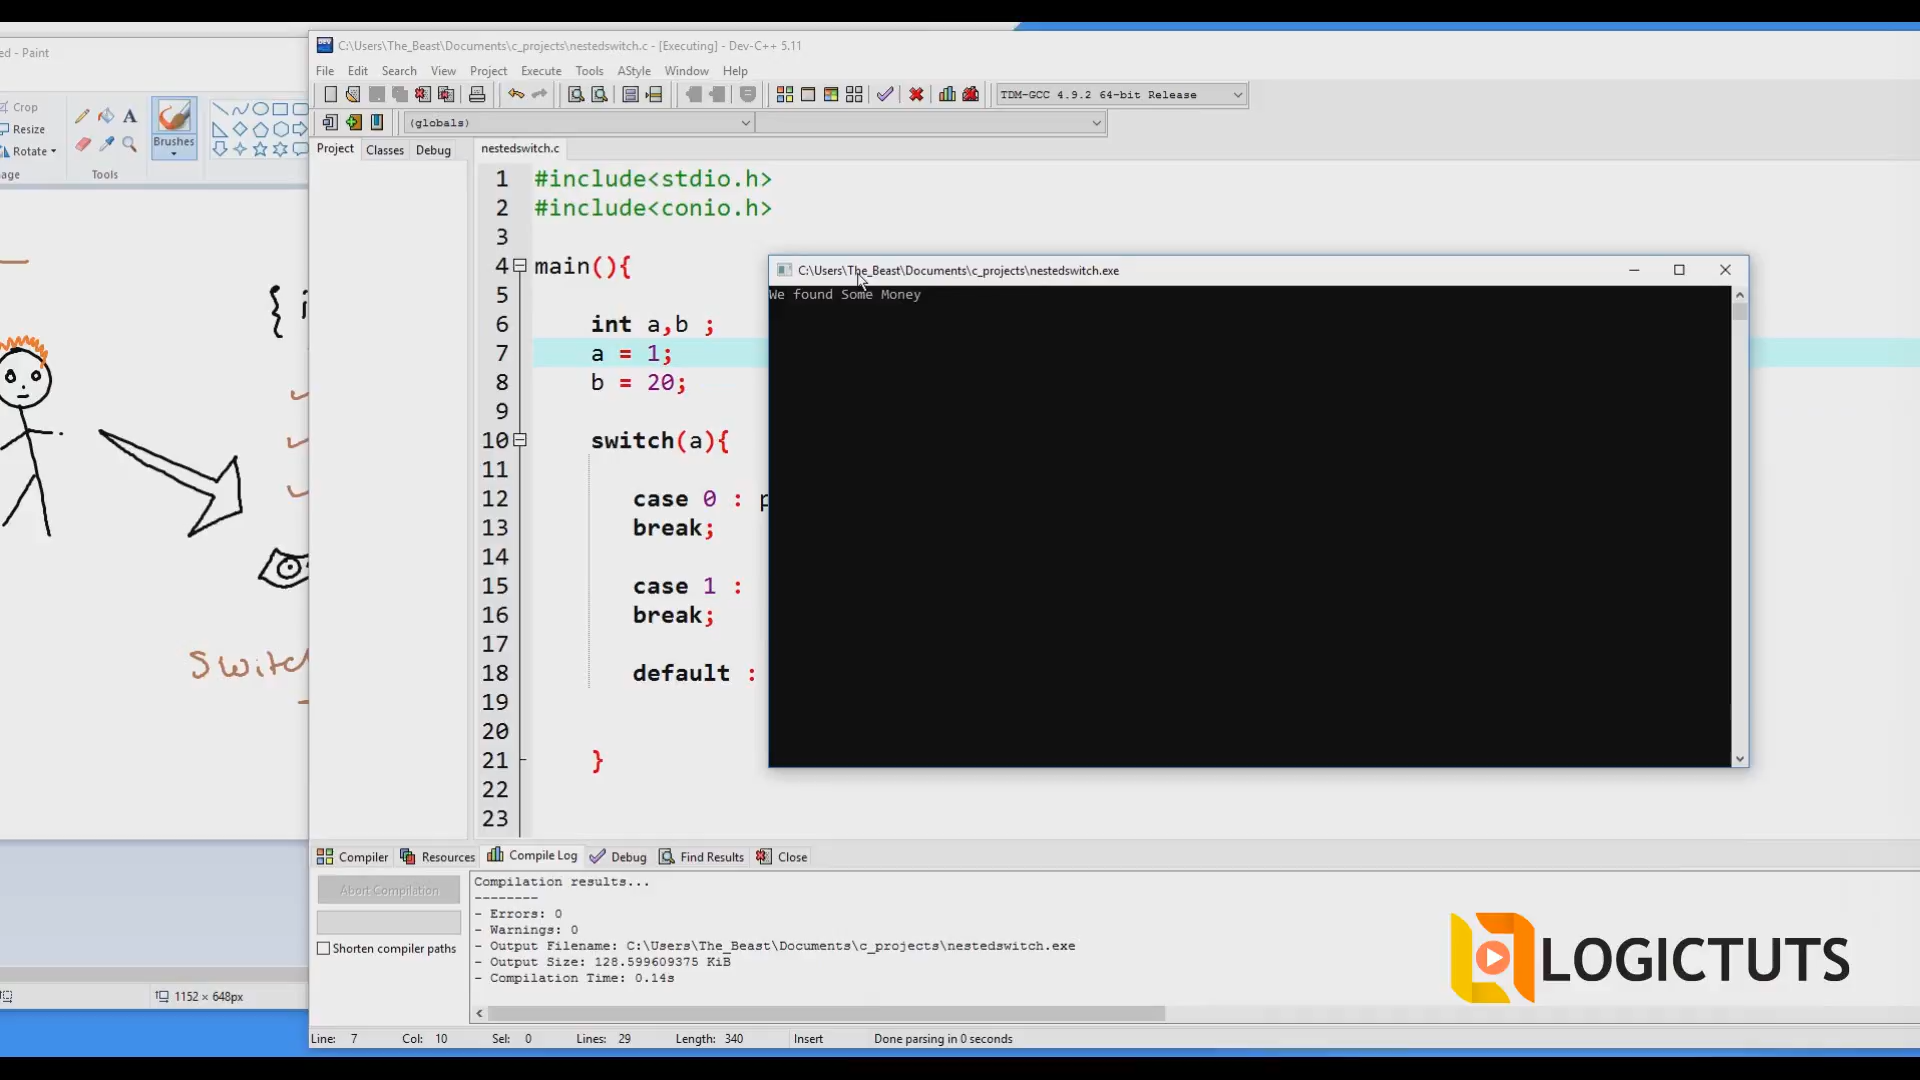 ed - Paint
Crop
Resize
Rotate
age
A
Tools
Brushes
{ i
Switc
1152 × 648px
C:\Users\The_Beast\Documents\c_projects\nestedswitch.c - [Executing] - Dev-C++ 5.11
File Edit Search View Project Execute Tools AStyle Window Help
TDM-GCC 4.9.2 64-bit Release
(globals)
Project Classes Debug
nestedswitch.c
1 #include<stdio.h>
2 #include<conio.h>
3
4 main(){
5
6 int a,b ;
7 a = 1;
8 b = 20;
9
10 switch(a){
11
12 case 0 : p
13 break;
14
15 case 1 :
16 break;
17
18 default :
19
20
21 }
22
23
C:\Users\The_Beast\Documents\c_projects\nestedswitch.exe
We found Some Money
Compiler Resources Compile Log Debug Find Results Close
Abort Compilation
Shorten compiler paths
Compilation results...
--------
- Errors: 0
- Warnings: 0
- Output Filename: C:\Users\The_Beast\Documents\c_projects\nestedswitch.exe
- Output Size: 128.599609375 KiB
- Compilation Time: 0.14s
LOGICTUTS
Line: 7 Col: 10 Sel: 0 Lines: 29 Length: 340 Insert Done parsing in 0 seconds